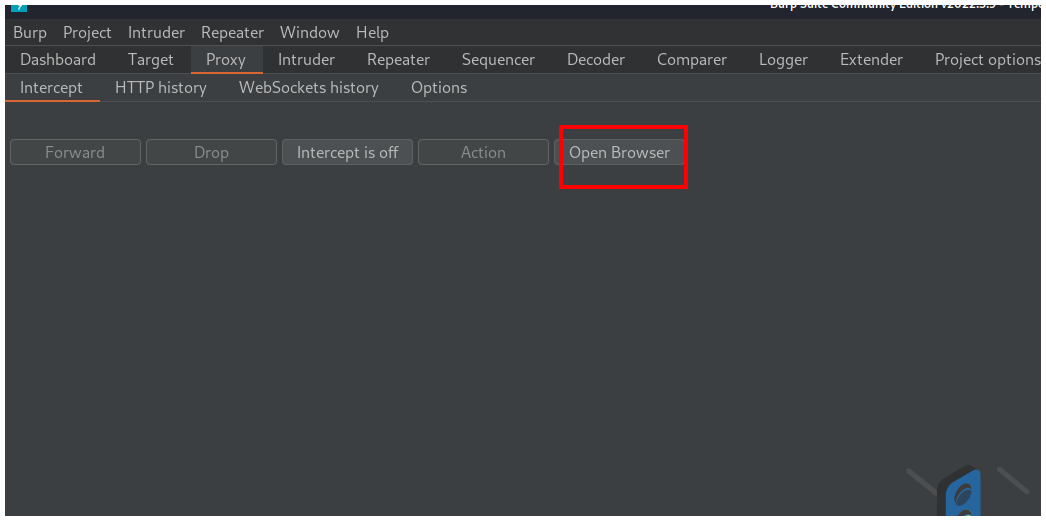 Burp Suite Community Edition v2022.3.9 - Tempo
Burp Project Intruder Repeater Window Help
Dashboard Target Proxy Intruder Repeater Sequencer Decoder Comparer Logger Extender Project options
Intercept HTTP history WebSockets history Options
Forward Drop Intercept is off Action Open Browser